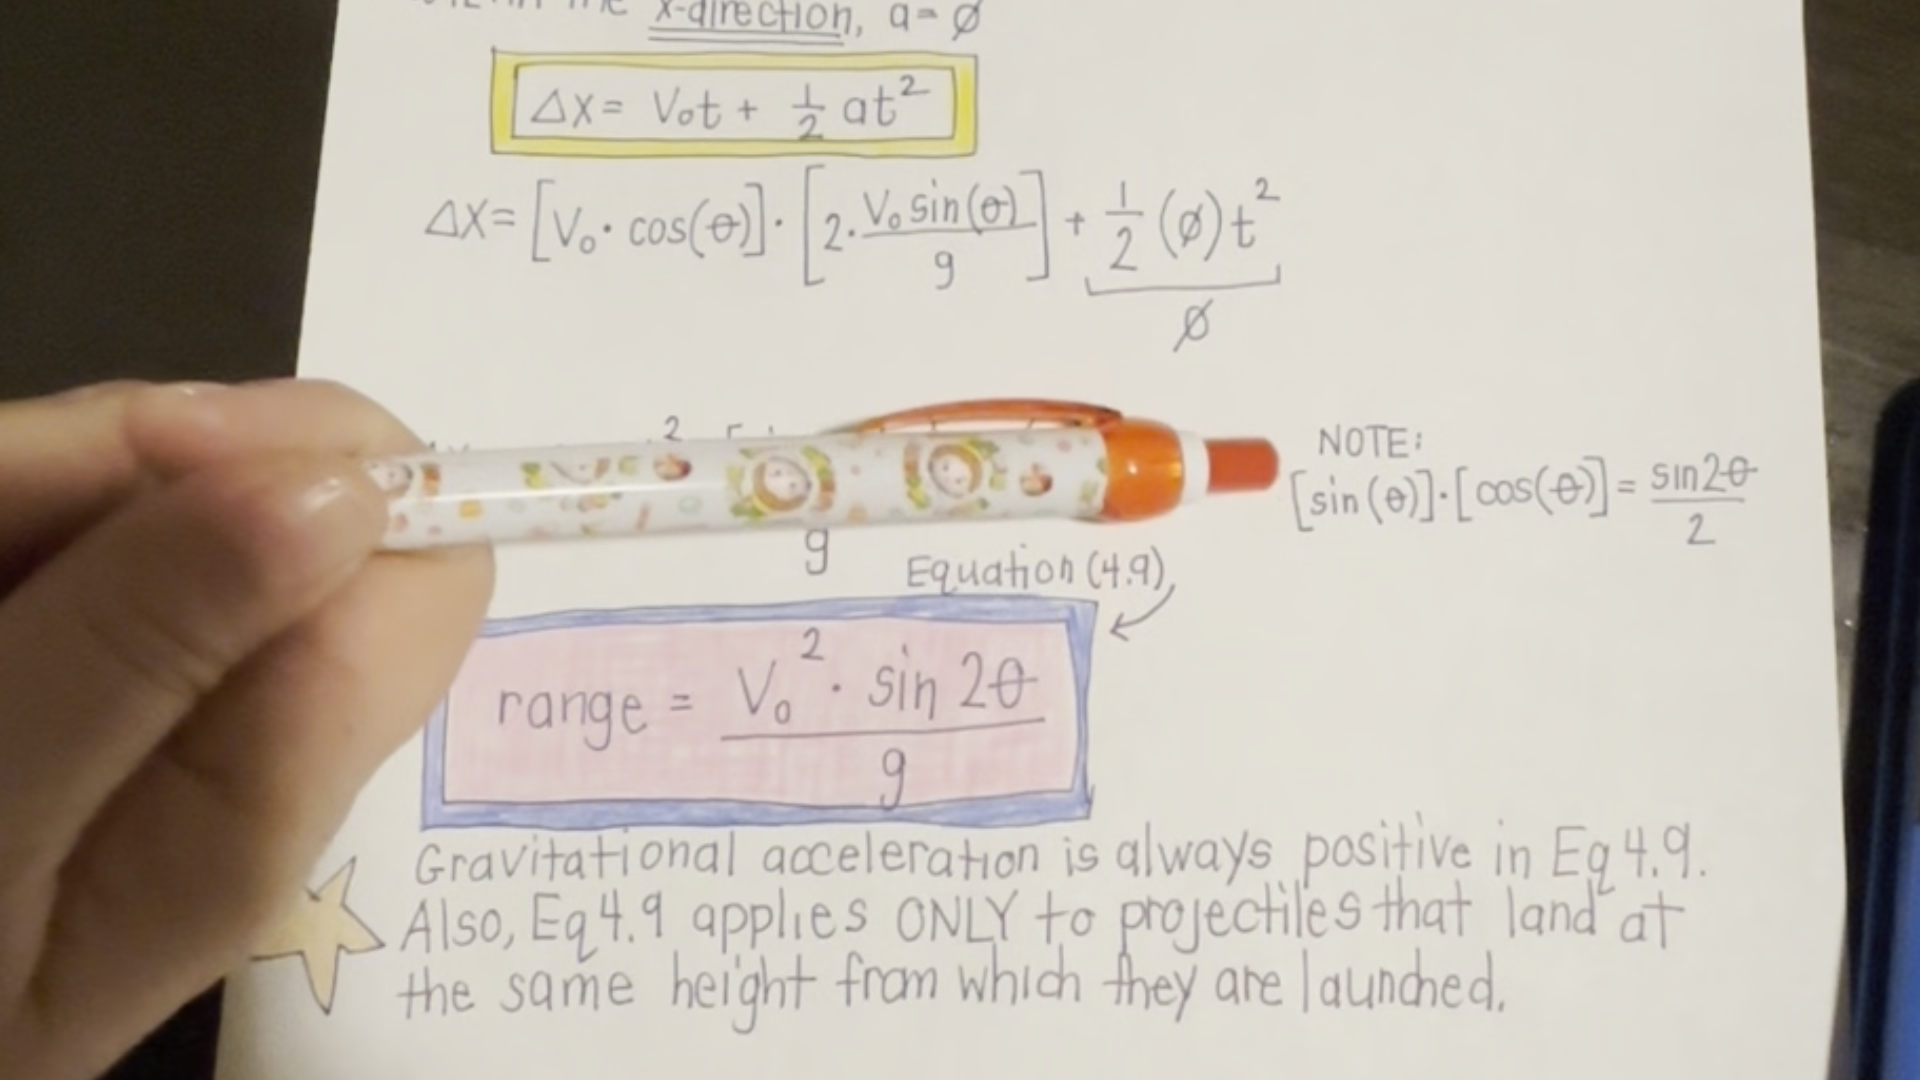 the x-direction, a = ∅
Δx = V₀t + 1/2 at²
Δx = [V₀ · cos(θ)] · [2 · V₀ sin(θ)/g] + 1/2 (∅) t²
∅
2
g
NOTE:
[sin(θ)]·[cos(θ)] = sin2θ/2
Equation (4.9)
range = V₀² · sin 2θ/g
Gravitational acceleration is always positive in Eq 4.9.
Also, Eq 4.9 applies ONLY to projectiles that land at
the same height from which they are launched.